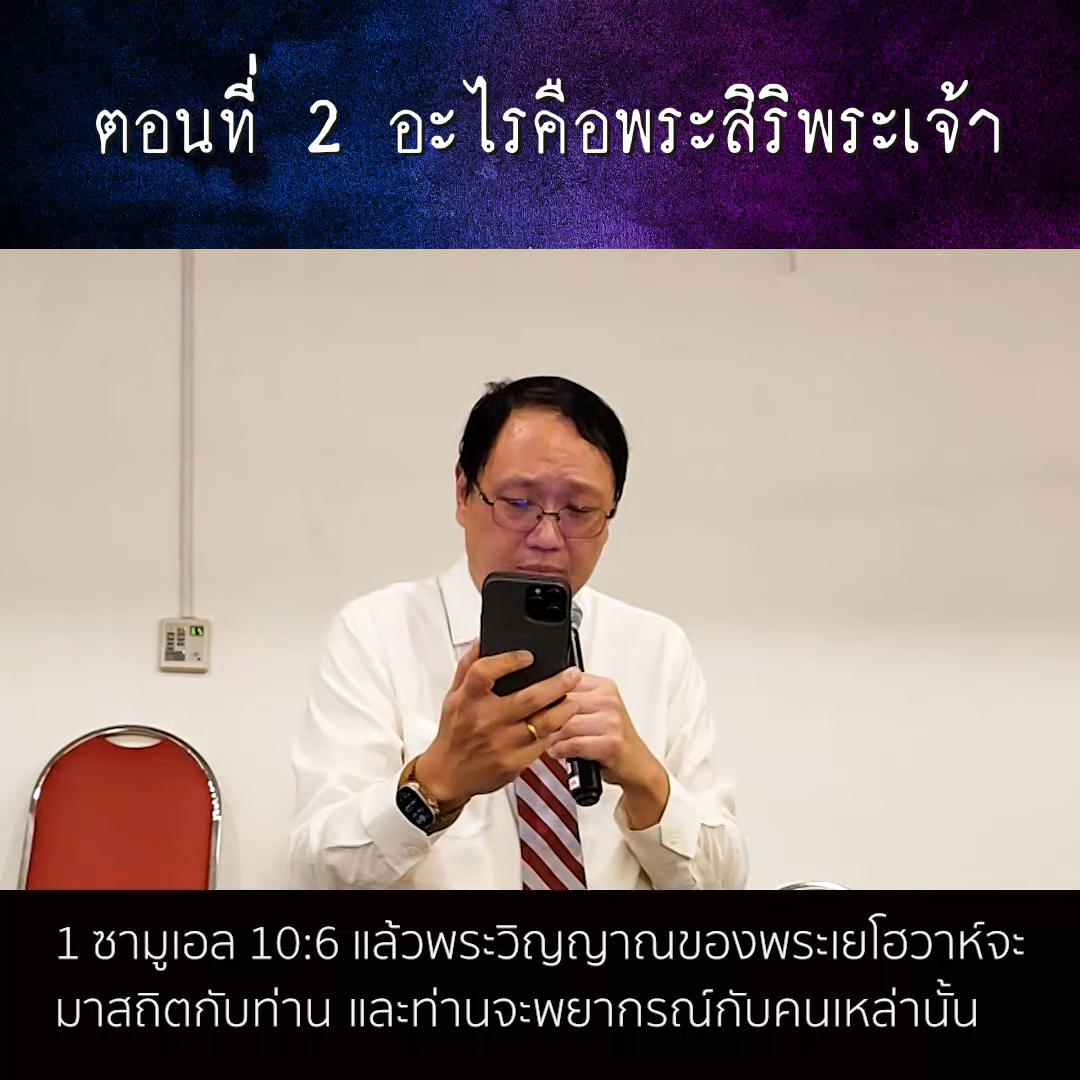 ตอนที่ 2 อะไรคือพระสิริพระเจ้า
1 ซามูเอล 10:6 แล้วพระวิญญาณของพระเยโฮวาห์จะ
มาสถิตกับท่าน และท่านจะพยากรณ์กับคนเหล่านั้น